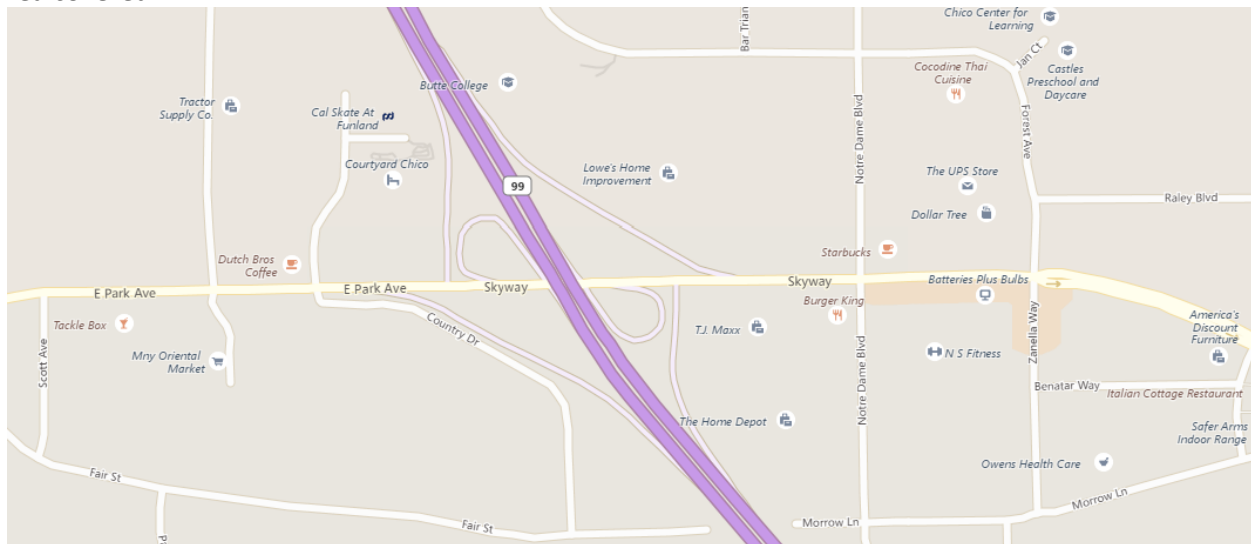 Chico Center for
Learning
Bar Trian
Jan Ct
Cocodine Thai
Cuisine
Castles
Preschool and
Daycare
Butte College
Tractor
Supply Co.
Cal Skate At
Funland
Notre Dame Blvd
Forest Ave
Courtyard Chico
Lowe's Home
Improvement
The UPS Store
99
Raley Blvd
Dollar Tree
Starbucks
Dutch Bros
Coffee
E Park Ave
E Park Ave
Skyway
Skyway
Batteries Plus Bulbs
Burger King
Tackle Box
Country Dr
T.J. Maxx
Zanella Way
America's
Discount
Furniture
Mny Oriental
Market
Scott Ave
N S Fitness
Benatar Way
Italian Cottage Restaurant
Notre Dame Blvd
The Home Depot
Safer Arms
Indoor Range
Owens Health Care
Fair St
Fair St
Morrow Ln
Morrow Ln